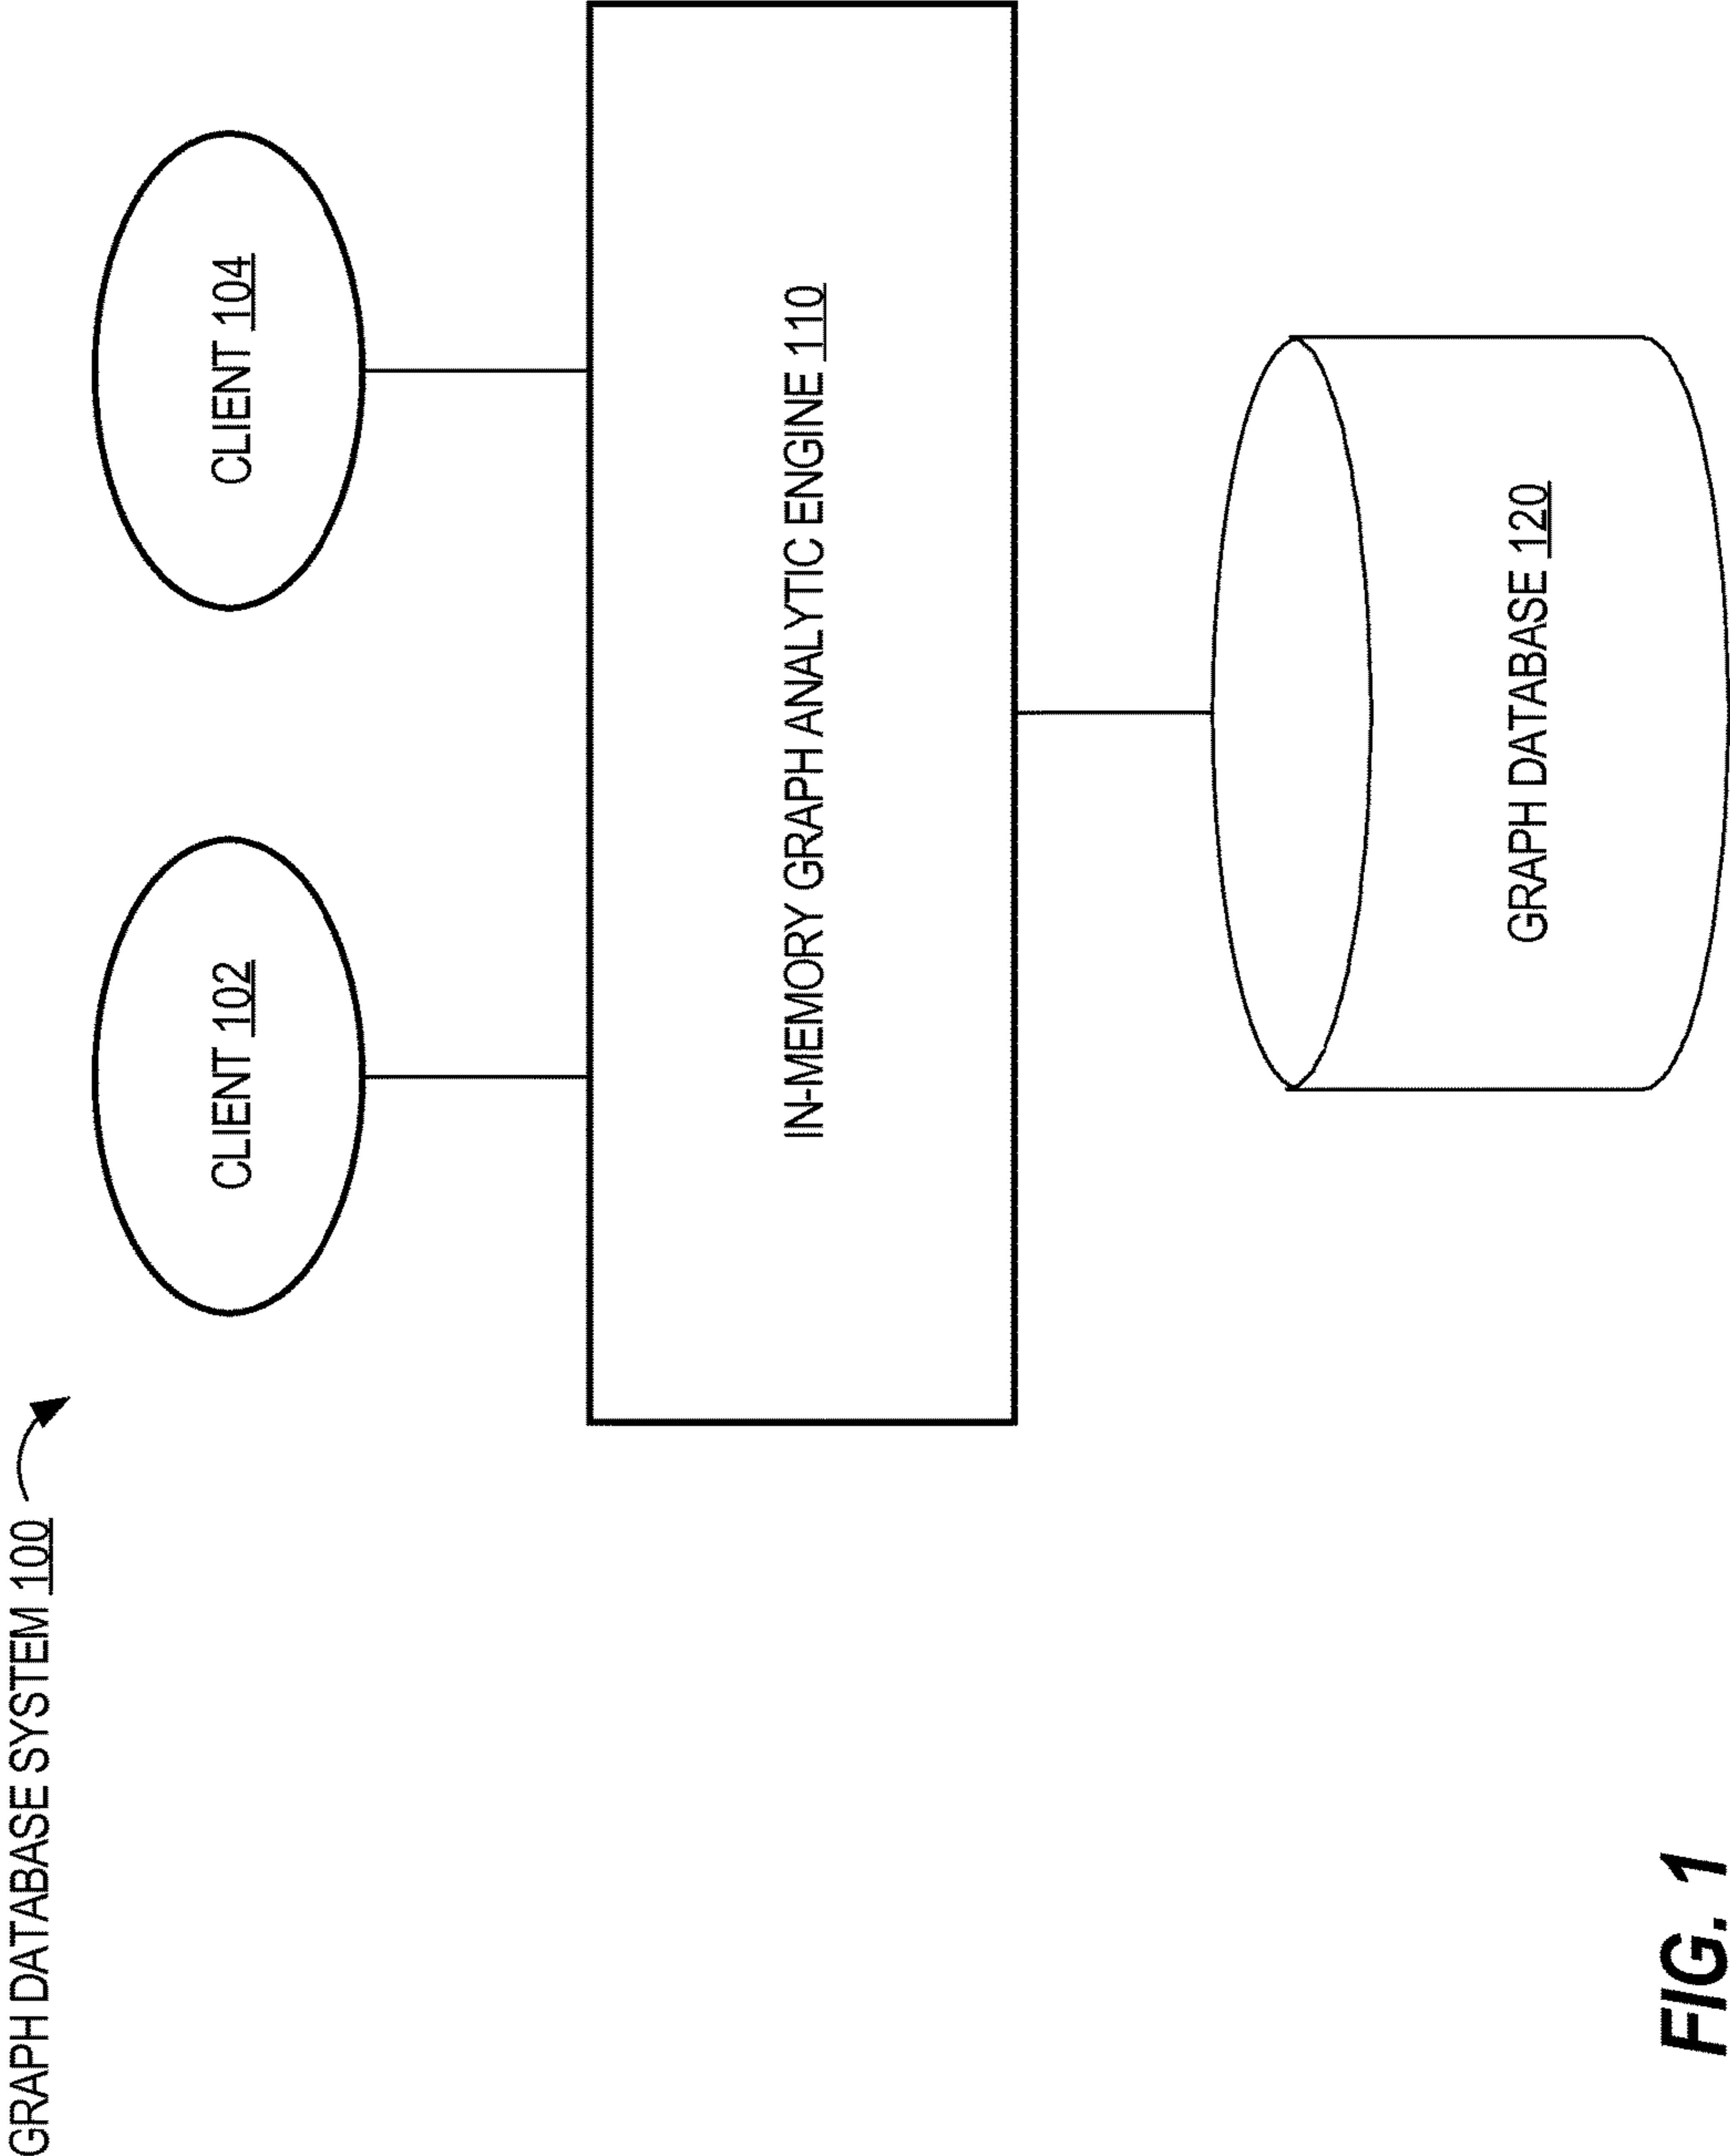 GRAPH DATABASE SYSTEM 100
CLIENT 102
CLIENT 104
IN-MEMORY GRAPH ANALYTIC ENGINE 110
GRAPH DATABASE 120
FIG. 1